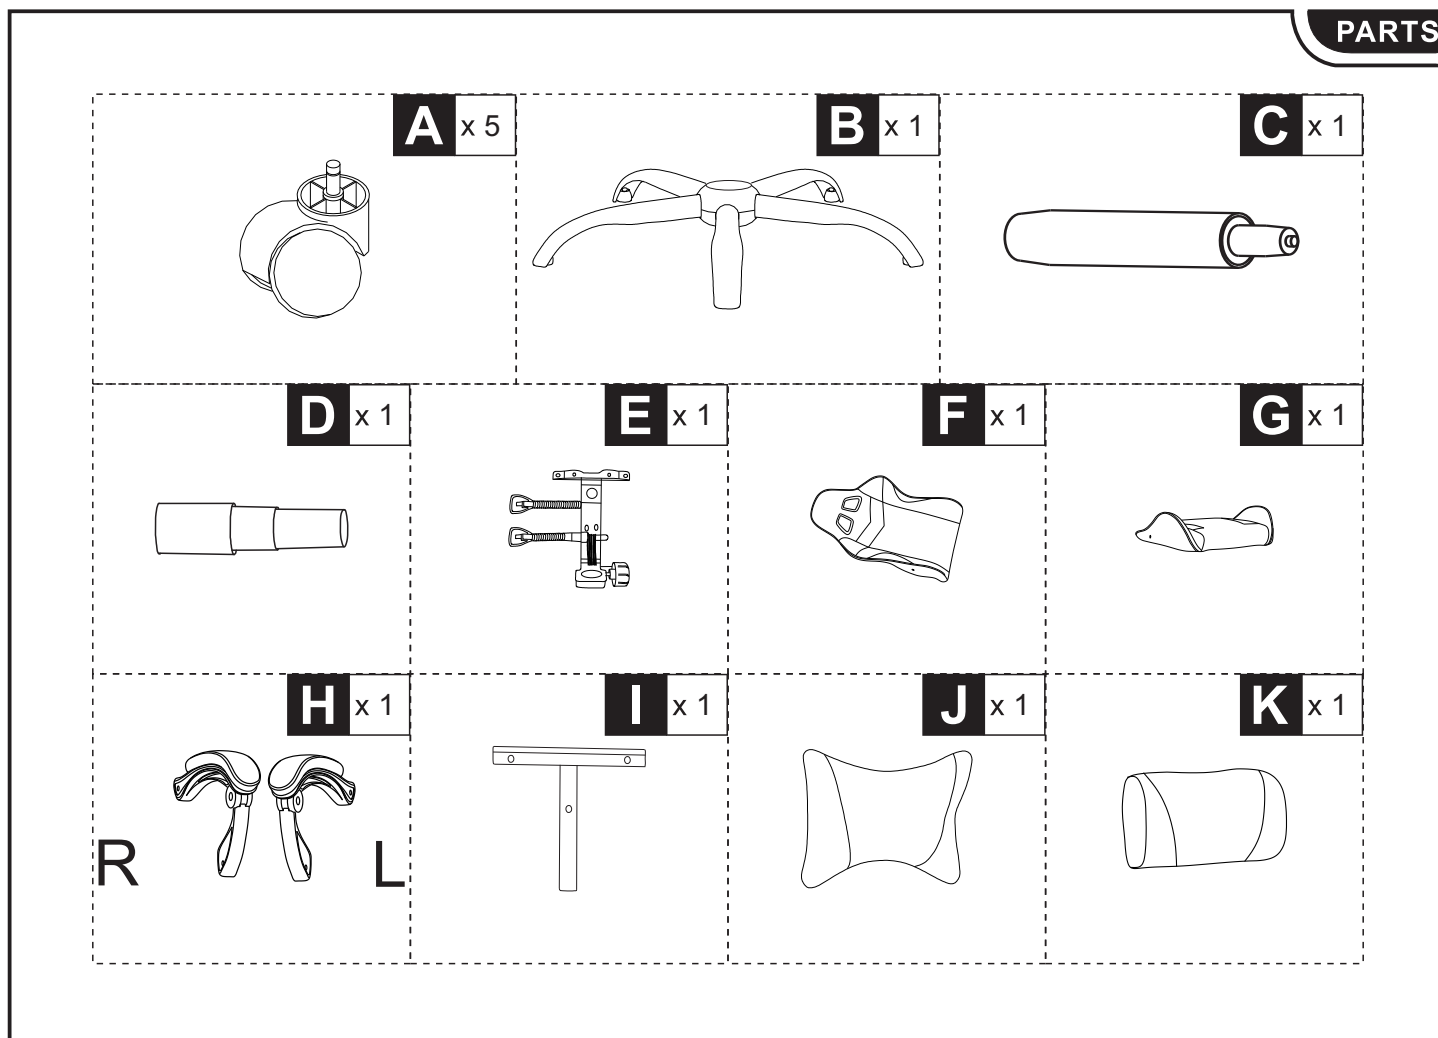 PARTS
A x 5
B x 1
C x 1
D x 1
E x 1
F x 1
G x 1
H x 1
I x 1
J x 1
K x 1
R L